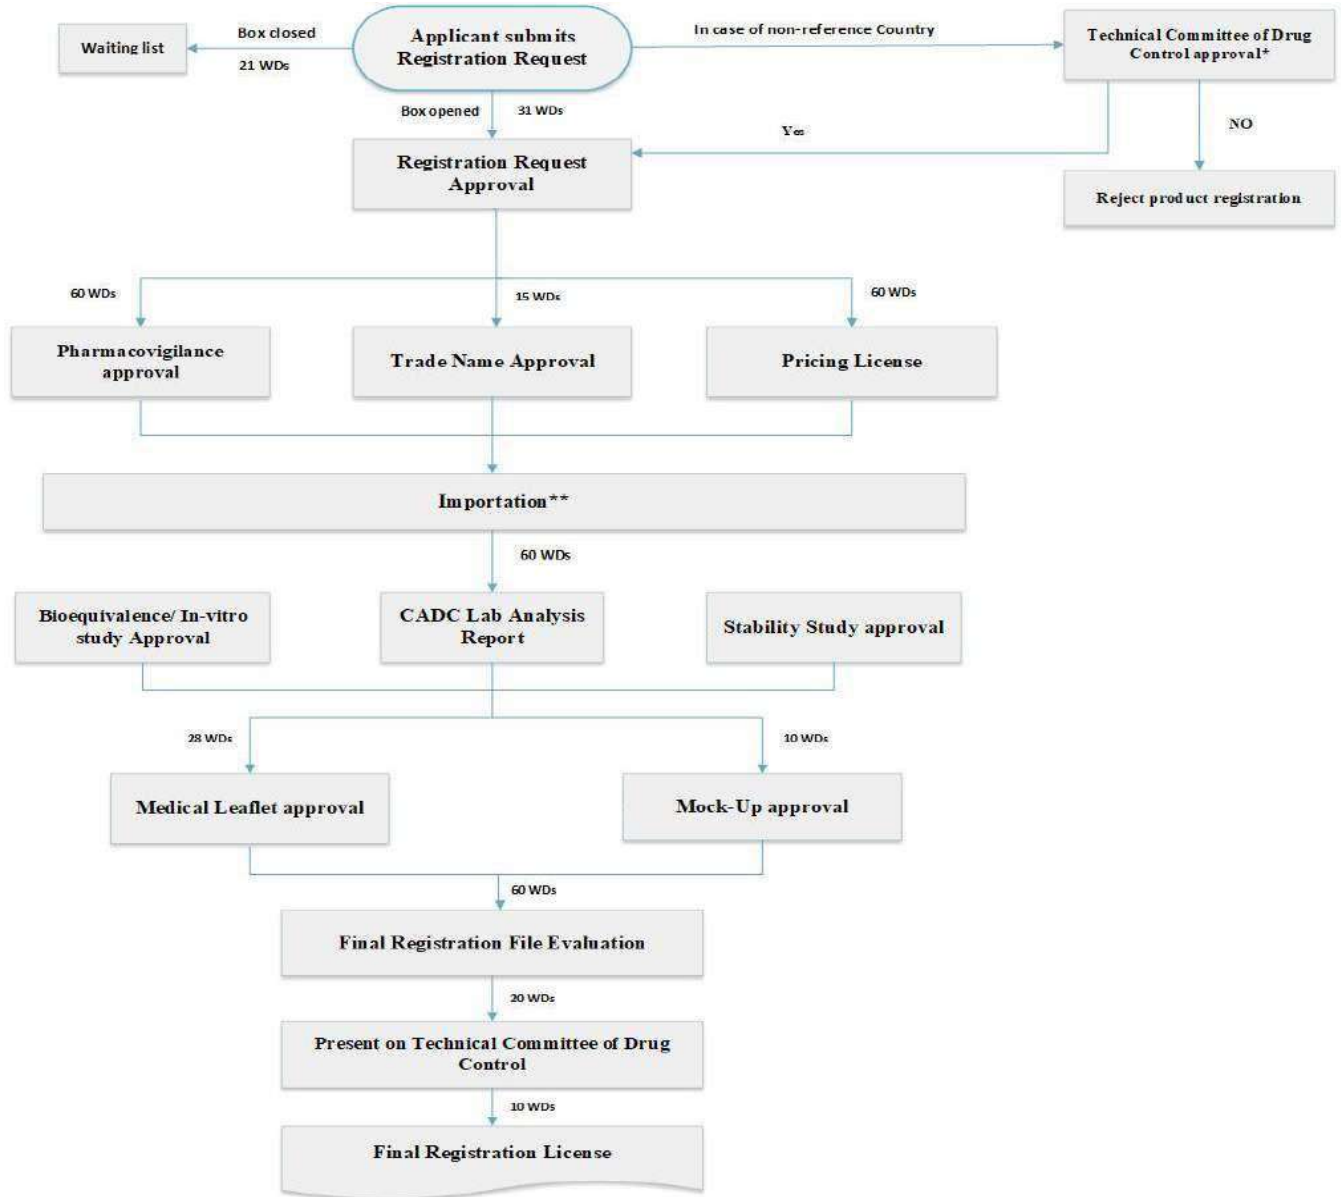 Box closed
Applicant submits
Registration Request
In case of non-reference Country
Technical Committee of Drug
Control approval*
Waiting list
21 WDs
Box opened
31 WDs
Yes
NO
Registration Request
Approval
Reject product registration
60 WDs
15 WDs
60 WDs
Pharmacovigilance
approval
Trade Name Approval
Pricing License
Importation**
60 WDs
Bioequivalence/ In-vitro
study Approval
CADC Lab Analysis
Report
Stability Study approval
28 WDs
10 WDs
Medical Leaflet approval
Mock-Up approval
60 WDs
Final Registration File Evaluation
20 WDs
Present on Technical Committee of Drug
Control
10 WDs
Final Registration License